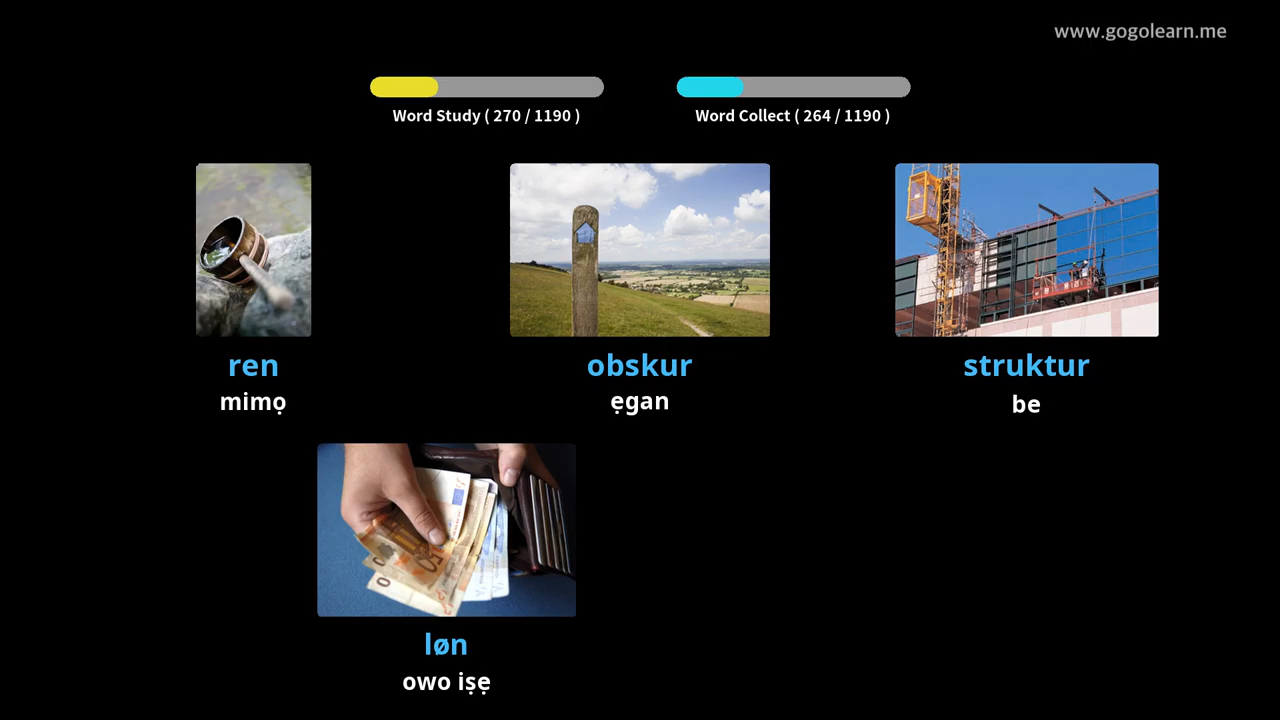 www.gogolearn.me
Word Study ( 270 / 1190 )
Word Collect ( 264 / 1190 )
ren
mimọ
obskur
ẹgan
struktur
be
løn
owo iṣẹ